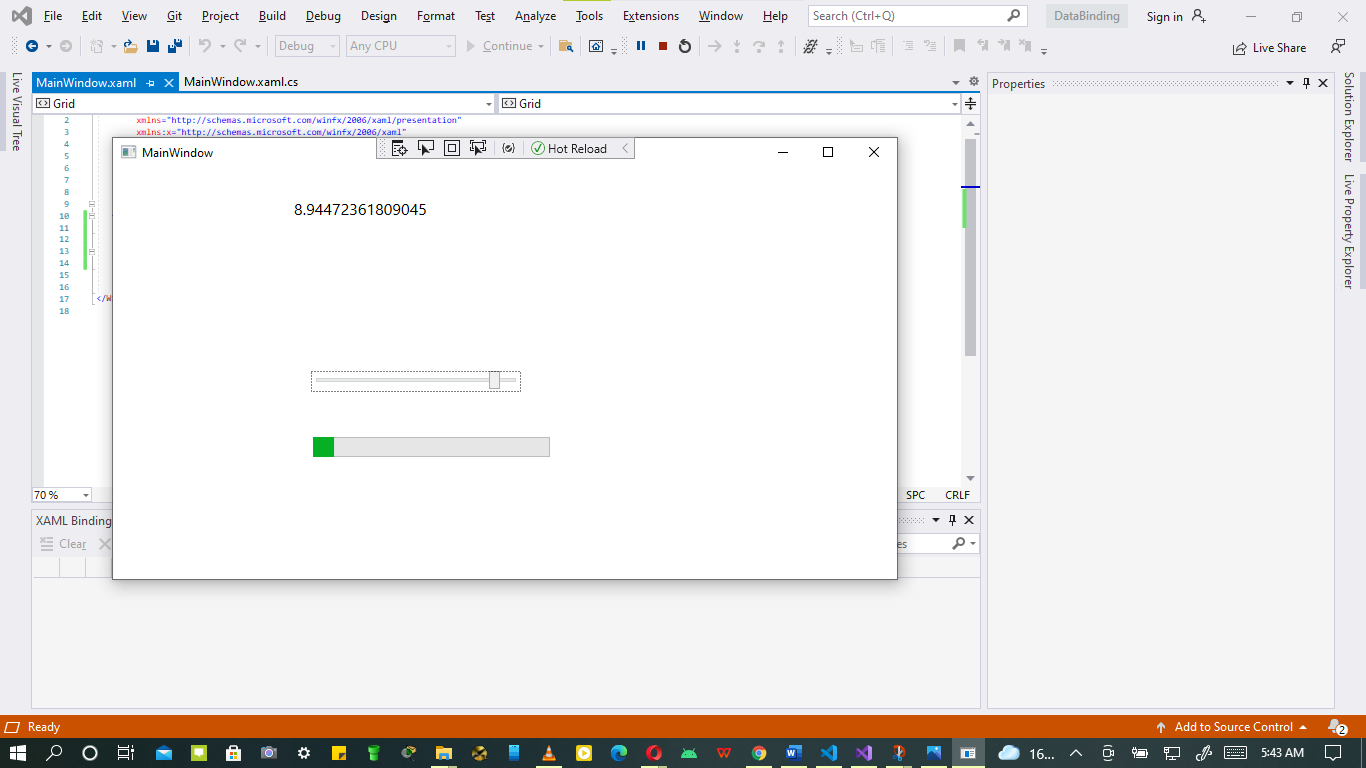 File Edit View Git Project Build Debug Design Format Test Analyze Tools Extensions Window Help Search (Ctrl+Q) DataBinding Sign in
Debug Any CPU Continue Live Share
Live Visual Tree
MainWindow.xaml MainWindow.xaml.cs
Grid Grid
2 xmlns="http://schemas.microsoft.com/winfx/2006/xaml/presentation"
3 xmlns:x="http://schemas.microsoft.com/winfx/2006/xaml"
4
5
6
7
8
9
10
11
12
13
14
15
16
17 </W
18
MainWindow
Hot Reload
8.94472361809045
70 % SPC CRLF
XAML Binding
Clear es
Properties
Solution Explorer
Live Property Explorer
Ready Add to Source Control 2
16... 5:43 AM